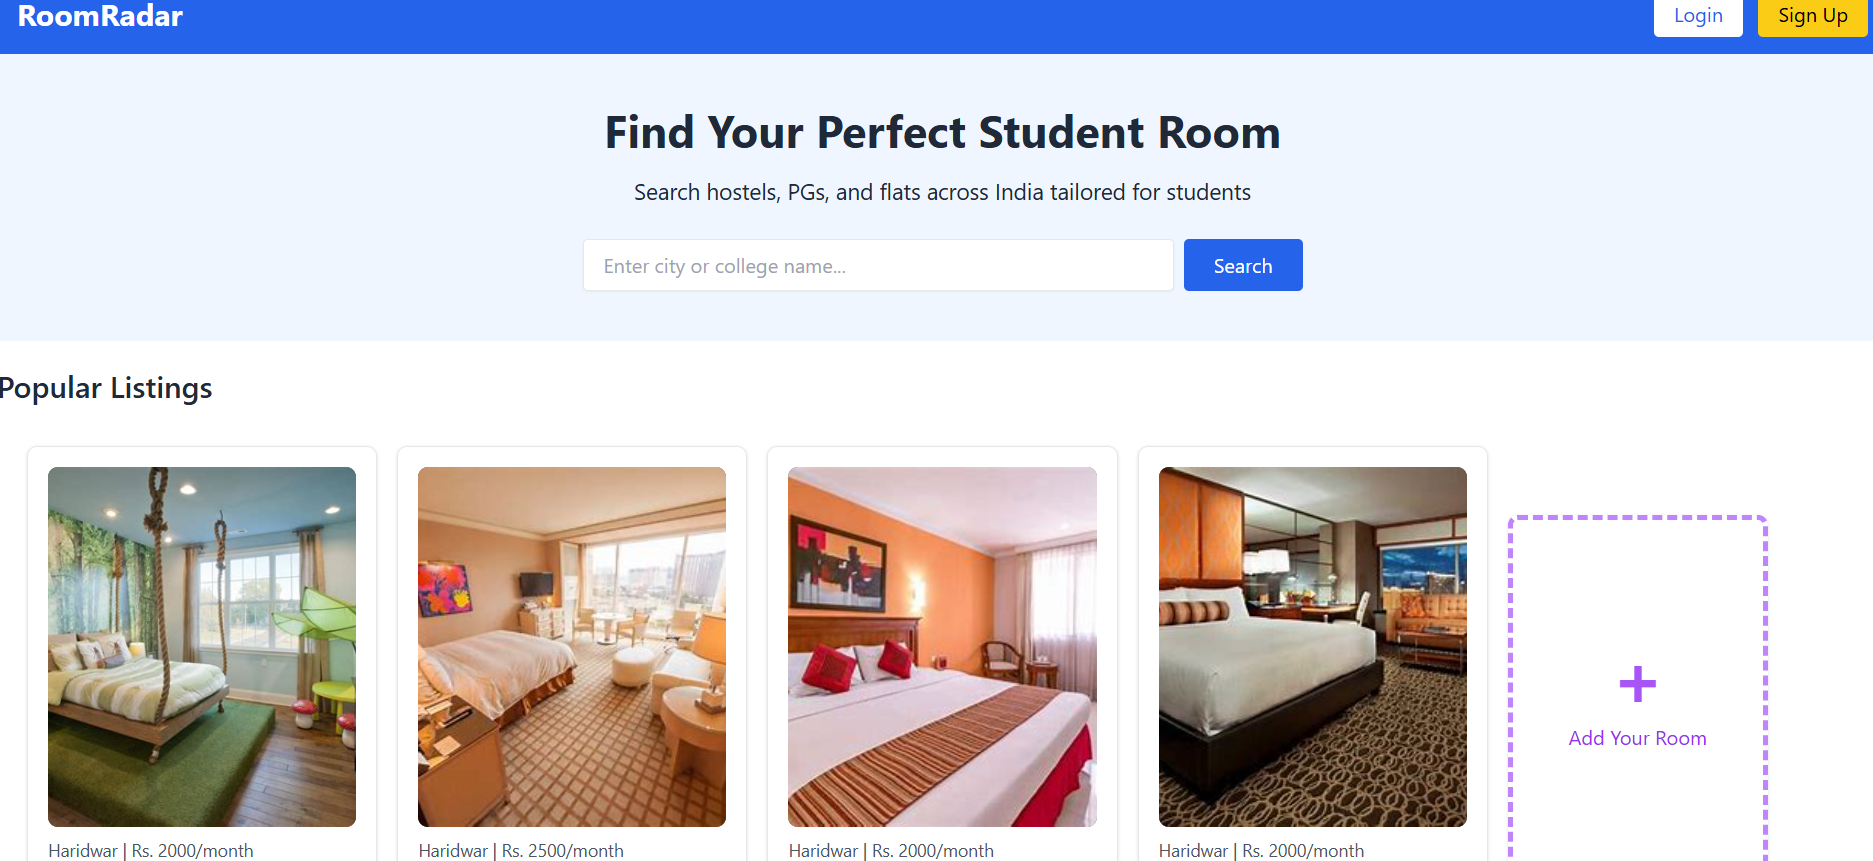 RoomRadar
Login
Sign Up
Find Your Perfect Student Room
Search hostels, PGs, and flats across India tailored for students
Enter city or college name...
Search
Popular Listings
Haridwar | Rs. 2000/month
Haridwar | Rs. 2500/month
Haridwar | Rs. 2000/month
Haridwar | Rs. 2000/month
+
Add Your Room